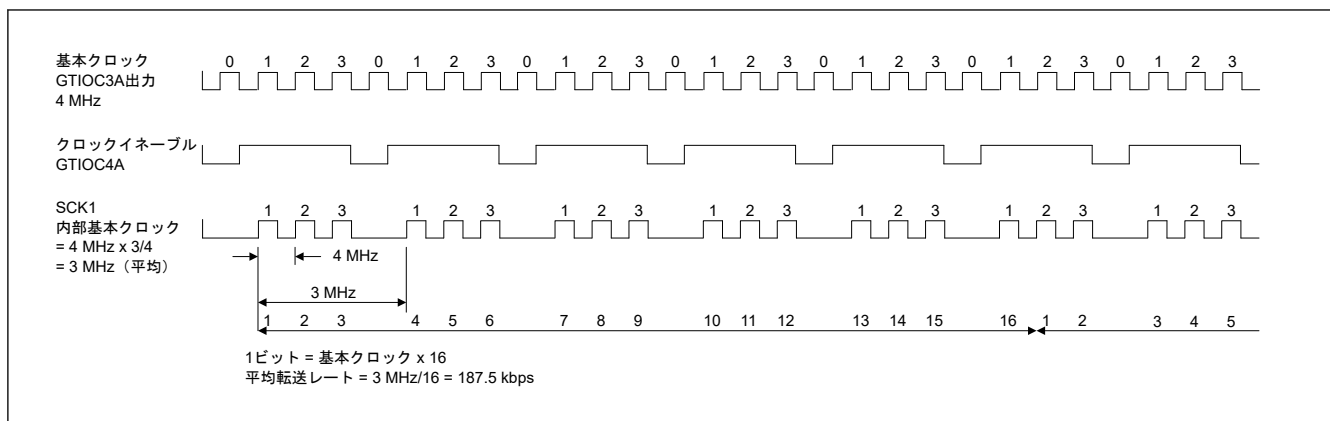 基本クロック
GTIOC3A出力
4 MHz
0 1 2 3 0 1 2 3 0 1 2 3 0 1 2 3 0 1 2 3 0 1 2 3 0 1 2 3
クロックイネーブル
GTIOC4A
SCK1
内部基本クロック
= 4 MHz x 3/4
= 3 MHz（平均）
1 2 3 1 2 3 1 2 3 1 2 3 1 2 3 1 2 3 1 2 3
4 MHz
3 MHz
1 2 3 4 5 6 7 8 9 10 11 12 13 14 15 16 1 2 3 4 5
1ビット = 基本クロック x 16
平均転送レート = 3 MHz/16 = 187.5 kbps